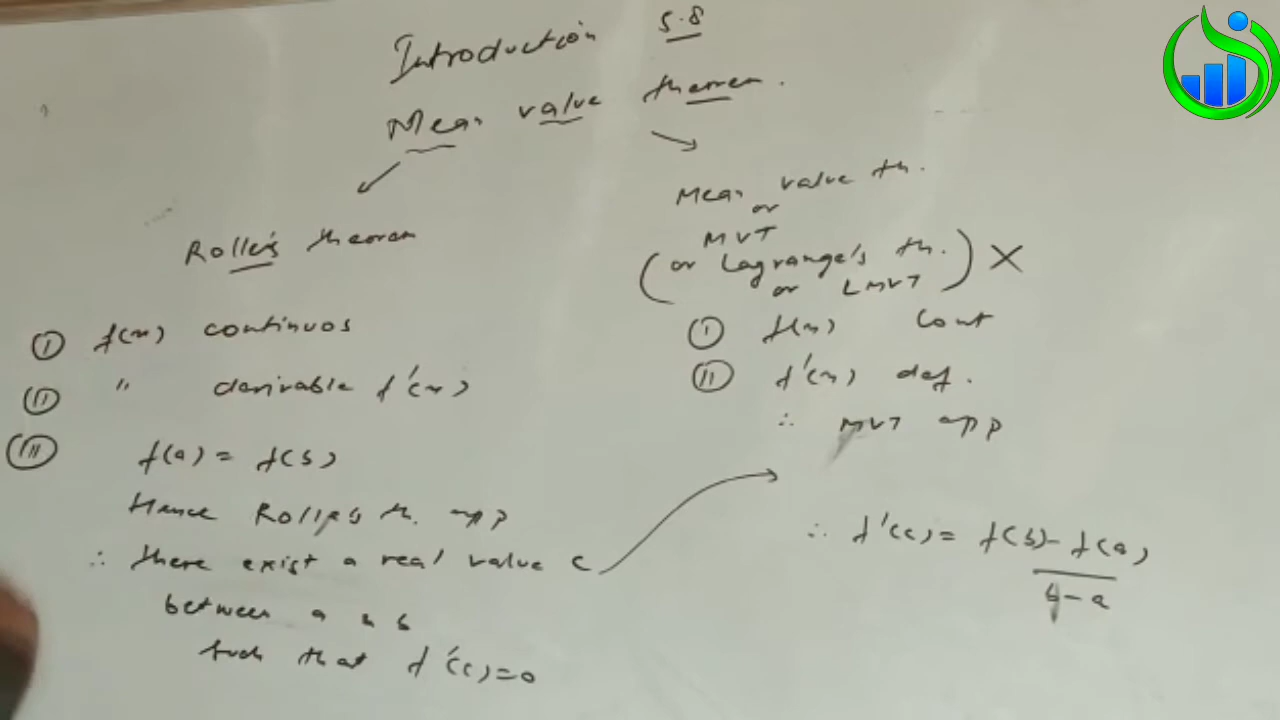 Introduction 5.8
Mean value theorem.
Rolle's theorem
① f(x) continuos
② " derivable f'(x)
③ f(a) = f(b)
Hence Rolle's th. app
∴ there exist a real value c
between a & b
Such that f'(c)=0
Mean value th.
or
MVT
(or Lagrange's th.) ×
or LMVT
① f(x) cont
② f'(x) def.
∴ MVT app
∴ f'(c) = f(b) - f(a)
b - a